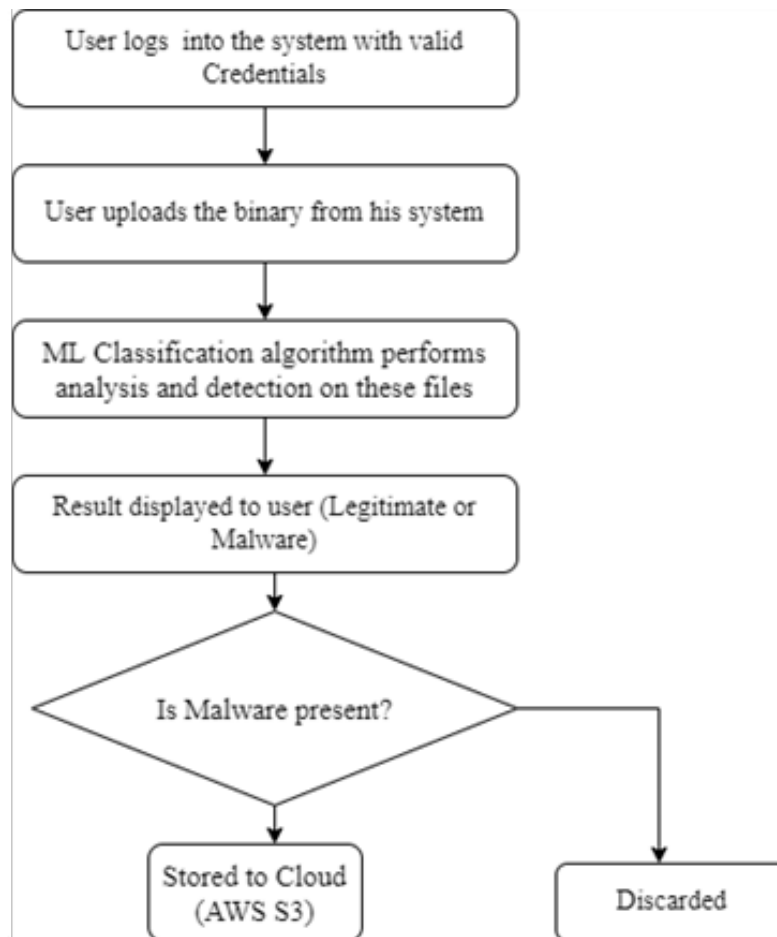 User logs  into the system with valid
Credentials
User uploads the binary from his system
ML Classification algorithm performs
analysis and detection on these files
Result displayed to user (Legitimate or
Malware)
Is Malware present?
Stored to Cloud
(AWS S3)
Discarded